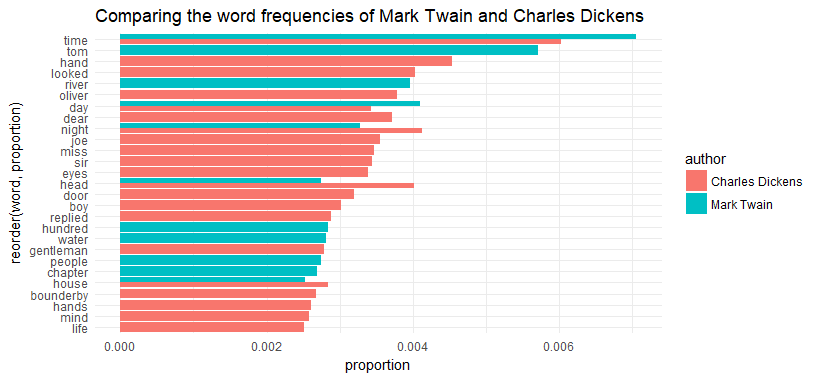 Comparing the word frequencies of Mark Twain and Charles Dickens
reorder(word, proportion)
time
tom
hand
looked
river
oliver
day
dear
night
joe
miss
sir
eyes
head
door
boy
replied
hundred
water
gentleman
people
chapter
house
bounderby
hands
mind
life
0.000 0.002 0.004 0.006
proportion
author
Charles Dickens
Mark Twain